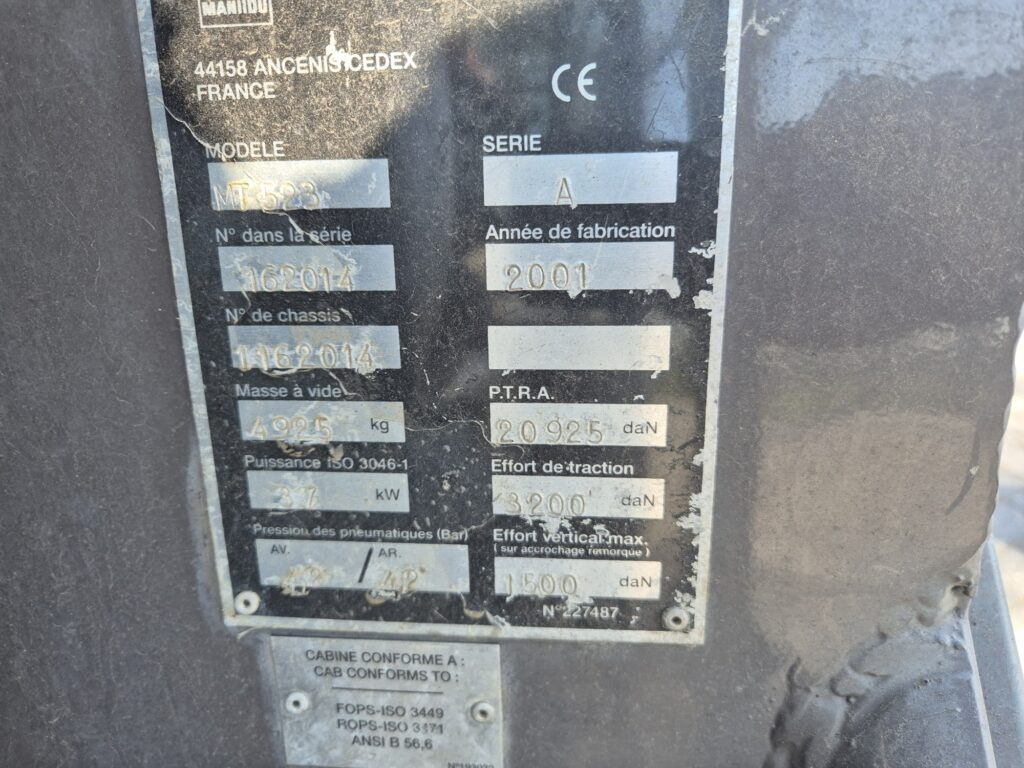 MANITOU
44158 ANCENIS CEDEX
FRANCE
CE
MODELE
MT 523
SERIE
A
N° dans la série
162014
Année de fabrication
2001
N° de chassis
1162014
Masse à vide
4925 kg
P.T.R.A.
20925 daN
Puissance ISO 3046-1
37 kW
Effort de traction
3200 daN
Pression des pneumatiques (Bar)
AV. / AR.
Effort vertical max.
( sur accrochage remorque )
1500 daN
N°227487
CABINE CONFORME A :
CAB CONFORMS TO :
FOPS-ISO 3449
ROPS-ISO 3471
ANSI B 56,6